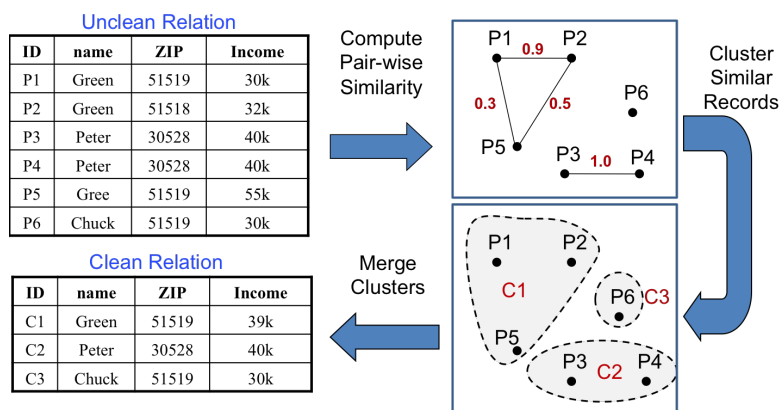 Unclean Relation
ID name ZIP Income
P1 Green 51519 30k
P2 Green 51518 32k
P3 Peter 30528 40k
P4 Peter 30528 40k
P5 Gree 51519 55k
P6 Chuck 51519 30k
Compute
Pair-wise
Similarity
P1 P2
0.9
0.3 0.5
P6
P5
P3 P4
1.0
Cluster
Similar
Records
P1 P2
C1
P6 C3
P5
P3 P4
C2
Merge
Clusters
Clean Relation
ID name ZIP Income
C1 Green 51519 39k
C2 Peter 30528 40k
C3 Chuck 51519 30k